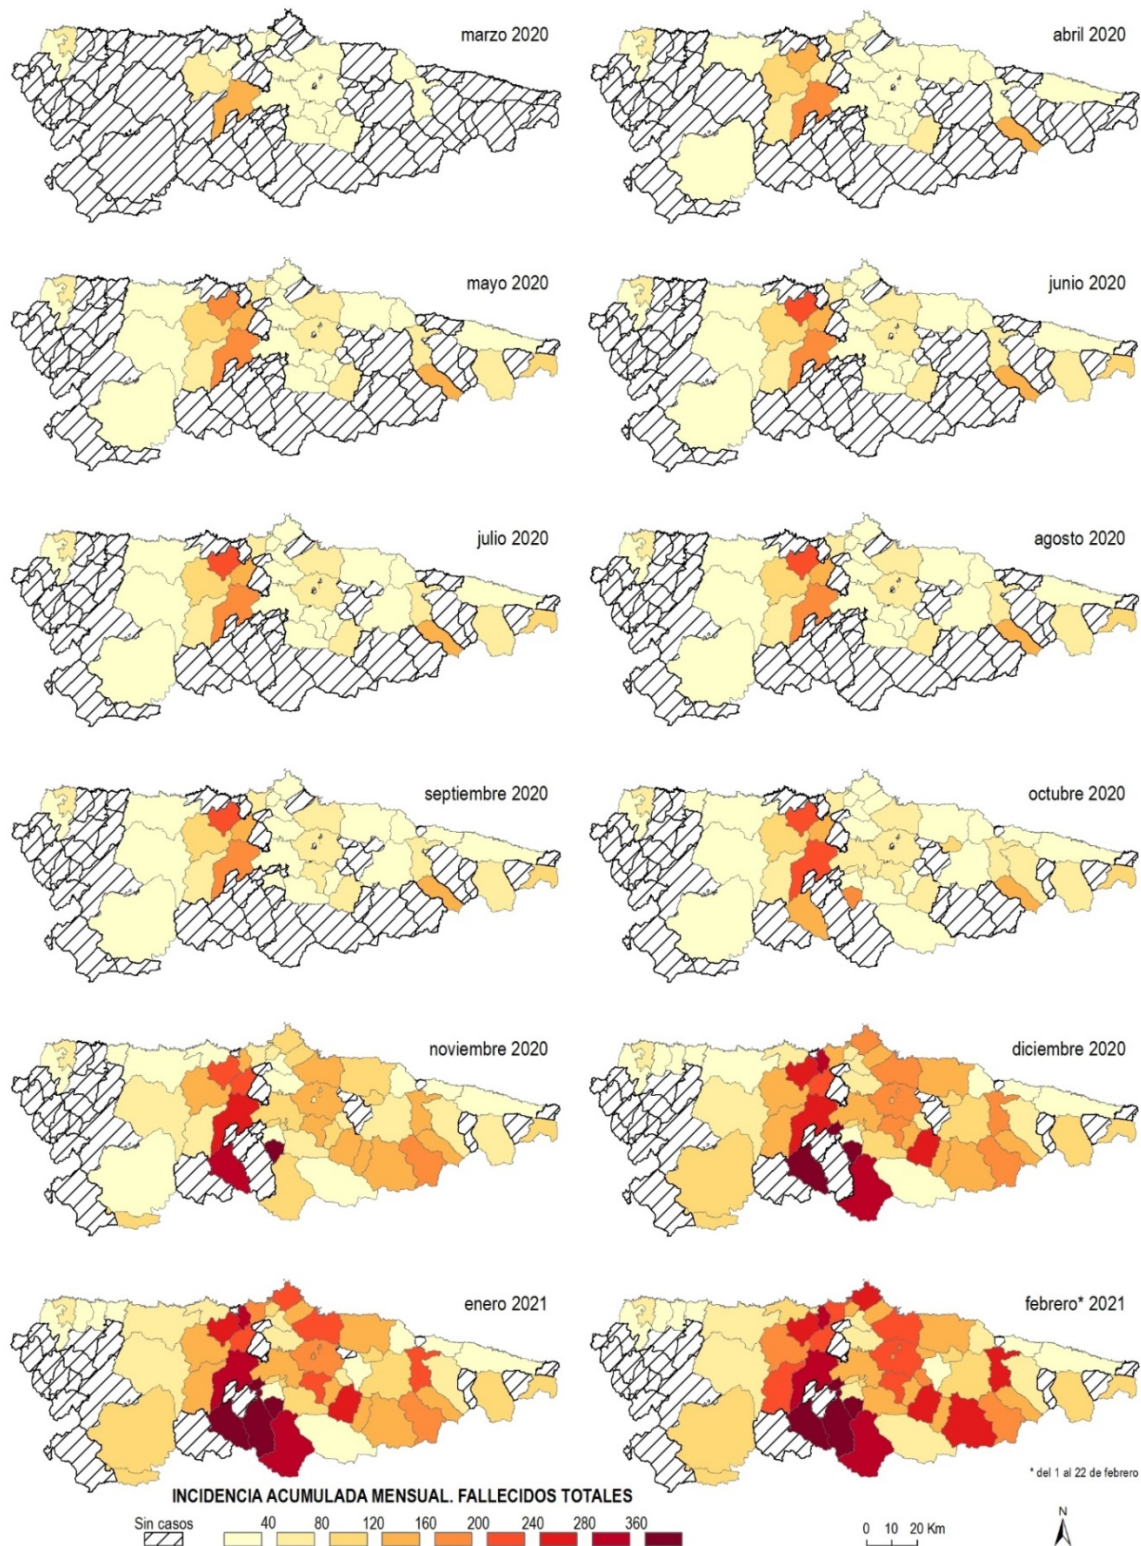 marzo 2020
abril 2020
mayo 2020
junio 2020
julio 2020
agosto 2020
septiembre 2020
octubre 2020
noviembre 2020
diciembre 2020
enero 2021
febrero* 2021
* del 1 al 22 de febrero
INCIDENCIA ACUMULADA MENSUAL. FALLECIDOS TOTALES
Sin casos 40 80 120 160 200 240 280 360
0 10 20 Km
N